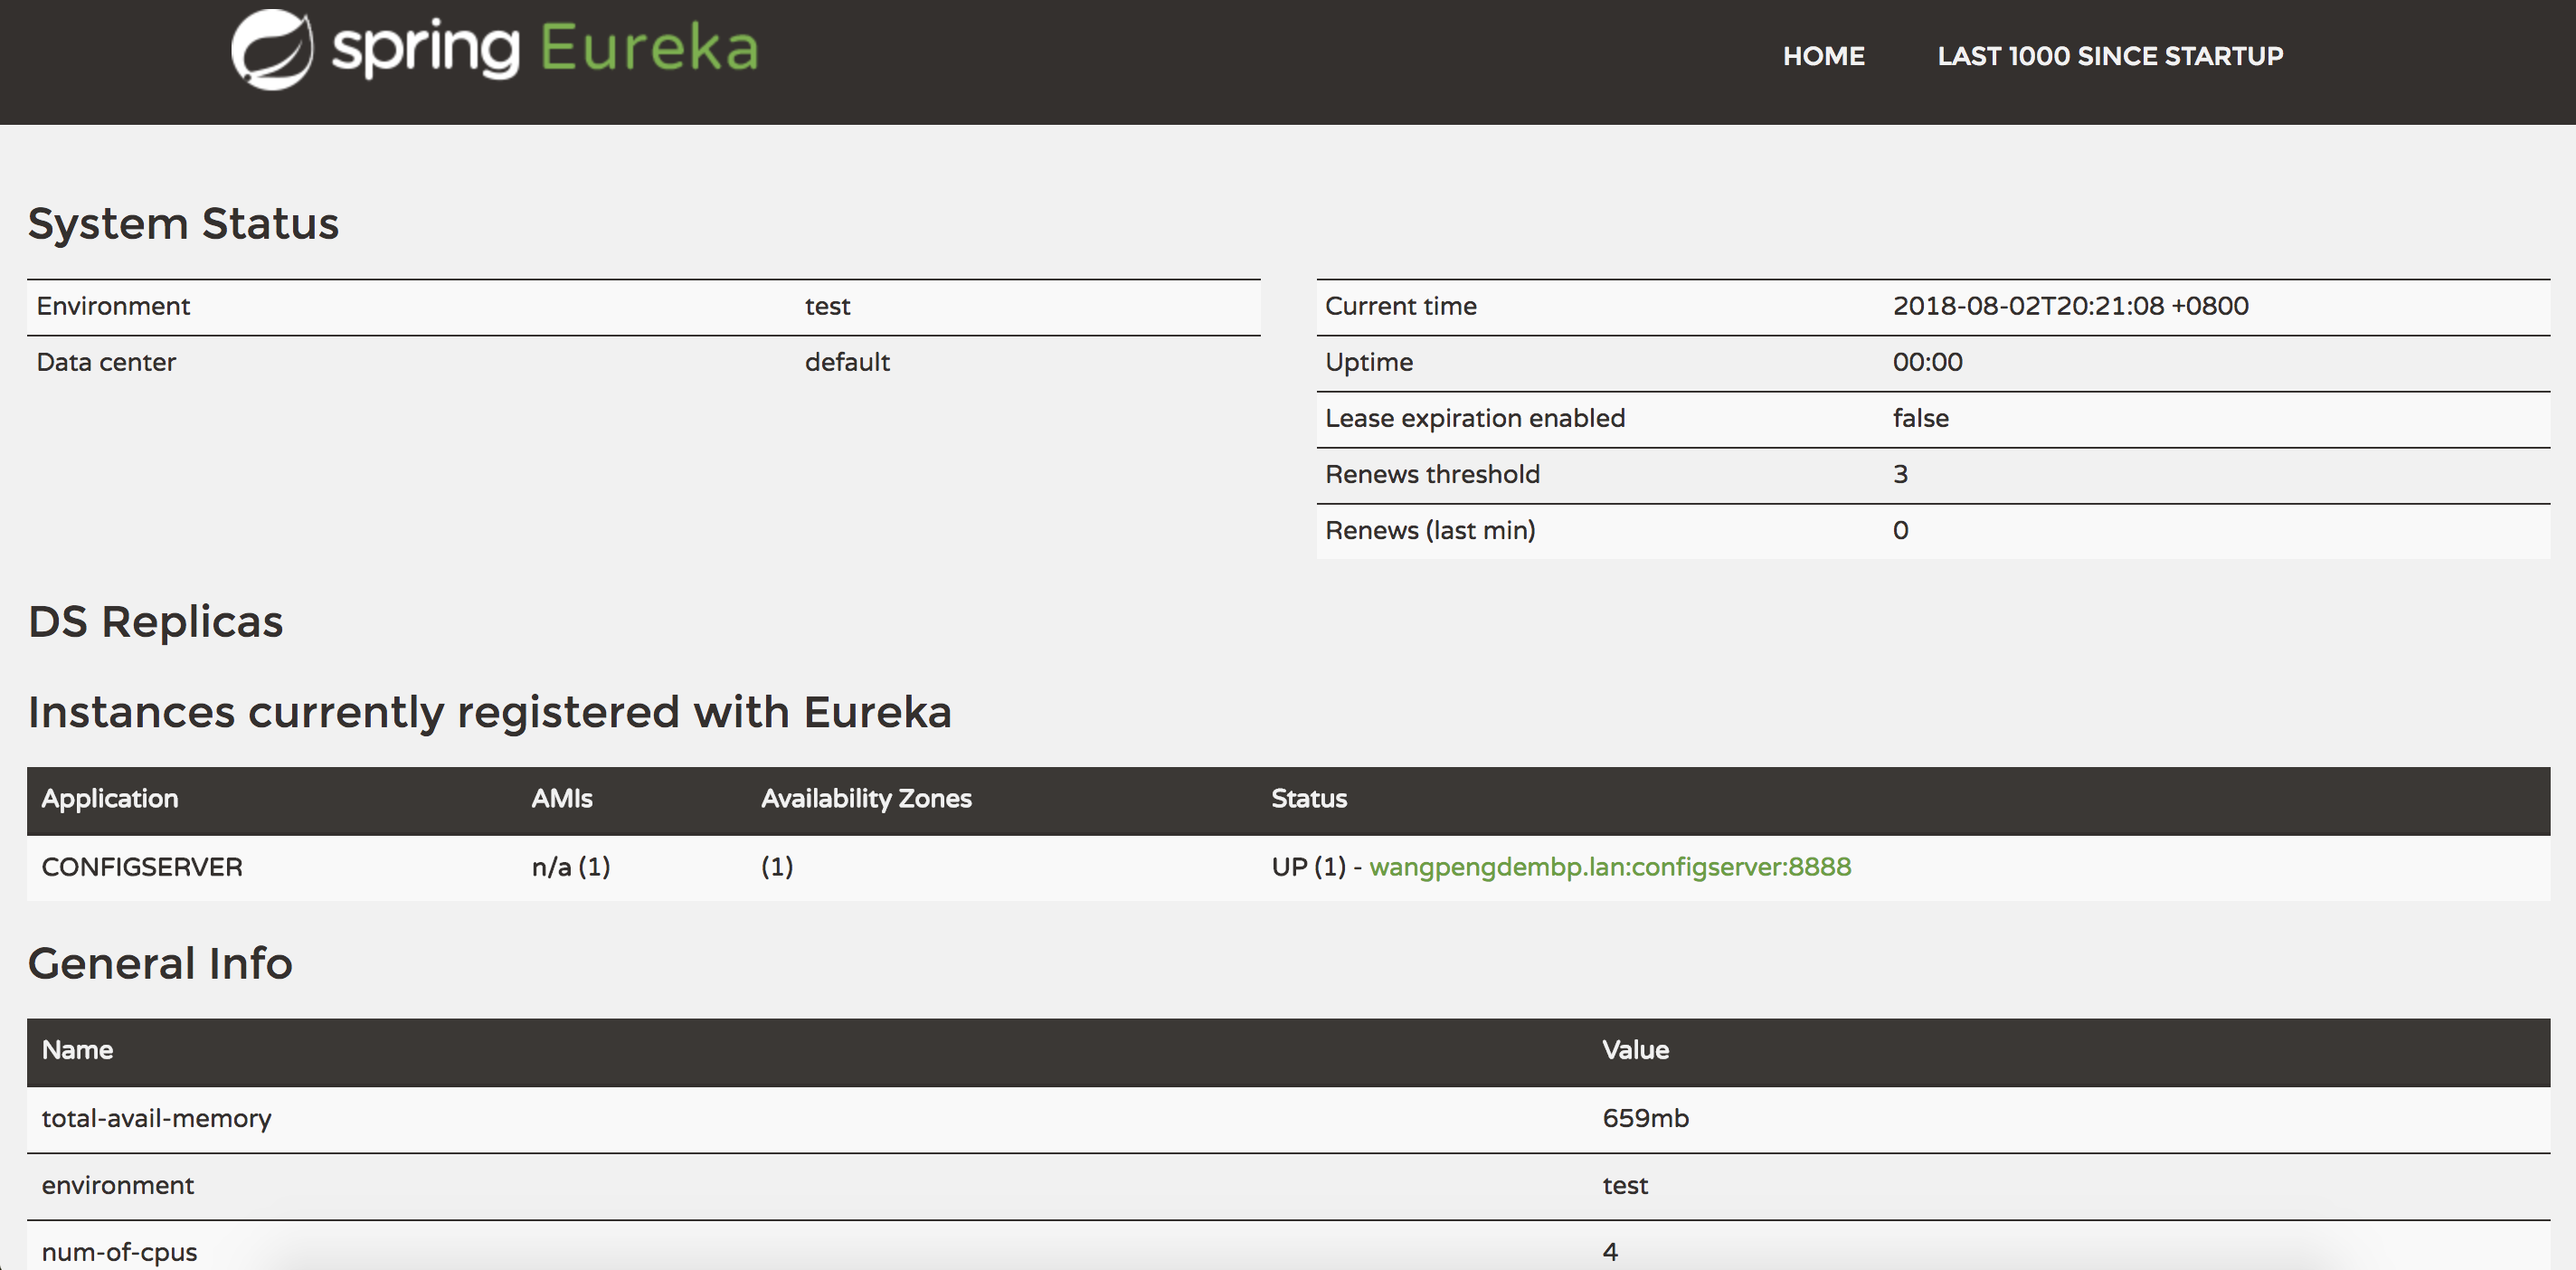 spring Eureka
HOME LAST 1000 SINCE STARTUP
System Status
Environment test
Data center default
Current time 2018-08-02T20:21:08 +0800
Uptime 00:00
Lease expiration enabled false
Renews threshold 3
Renews (last min) 0
DS Replicas
Instances currently registered with Eureka
Application AMIs Availability Zones Status
CONFIGSERVER n/a (1) (1) UP (1) - wangpengdembp.lan:configserver:8888
General Info
Name Value
total-avail-memory 659mb
environment test
num-of-cpus 4